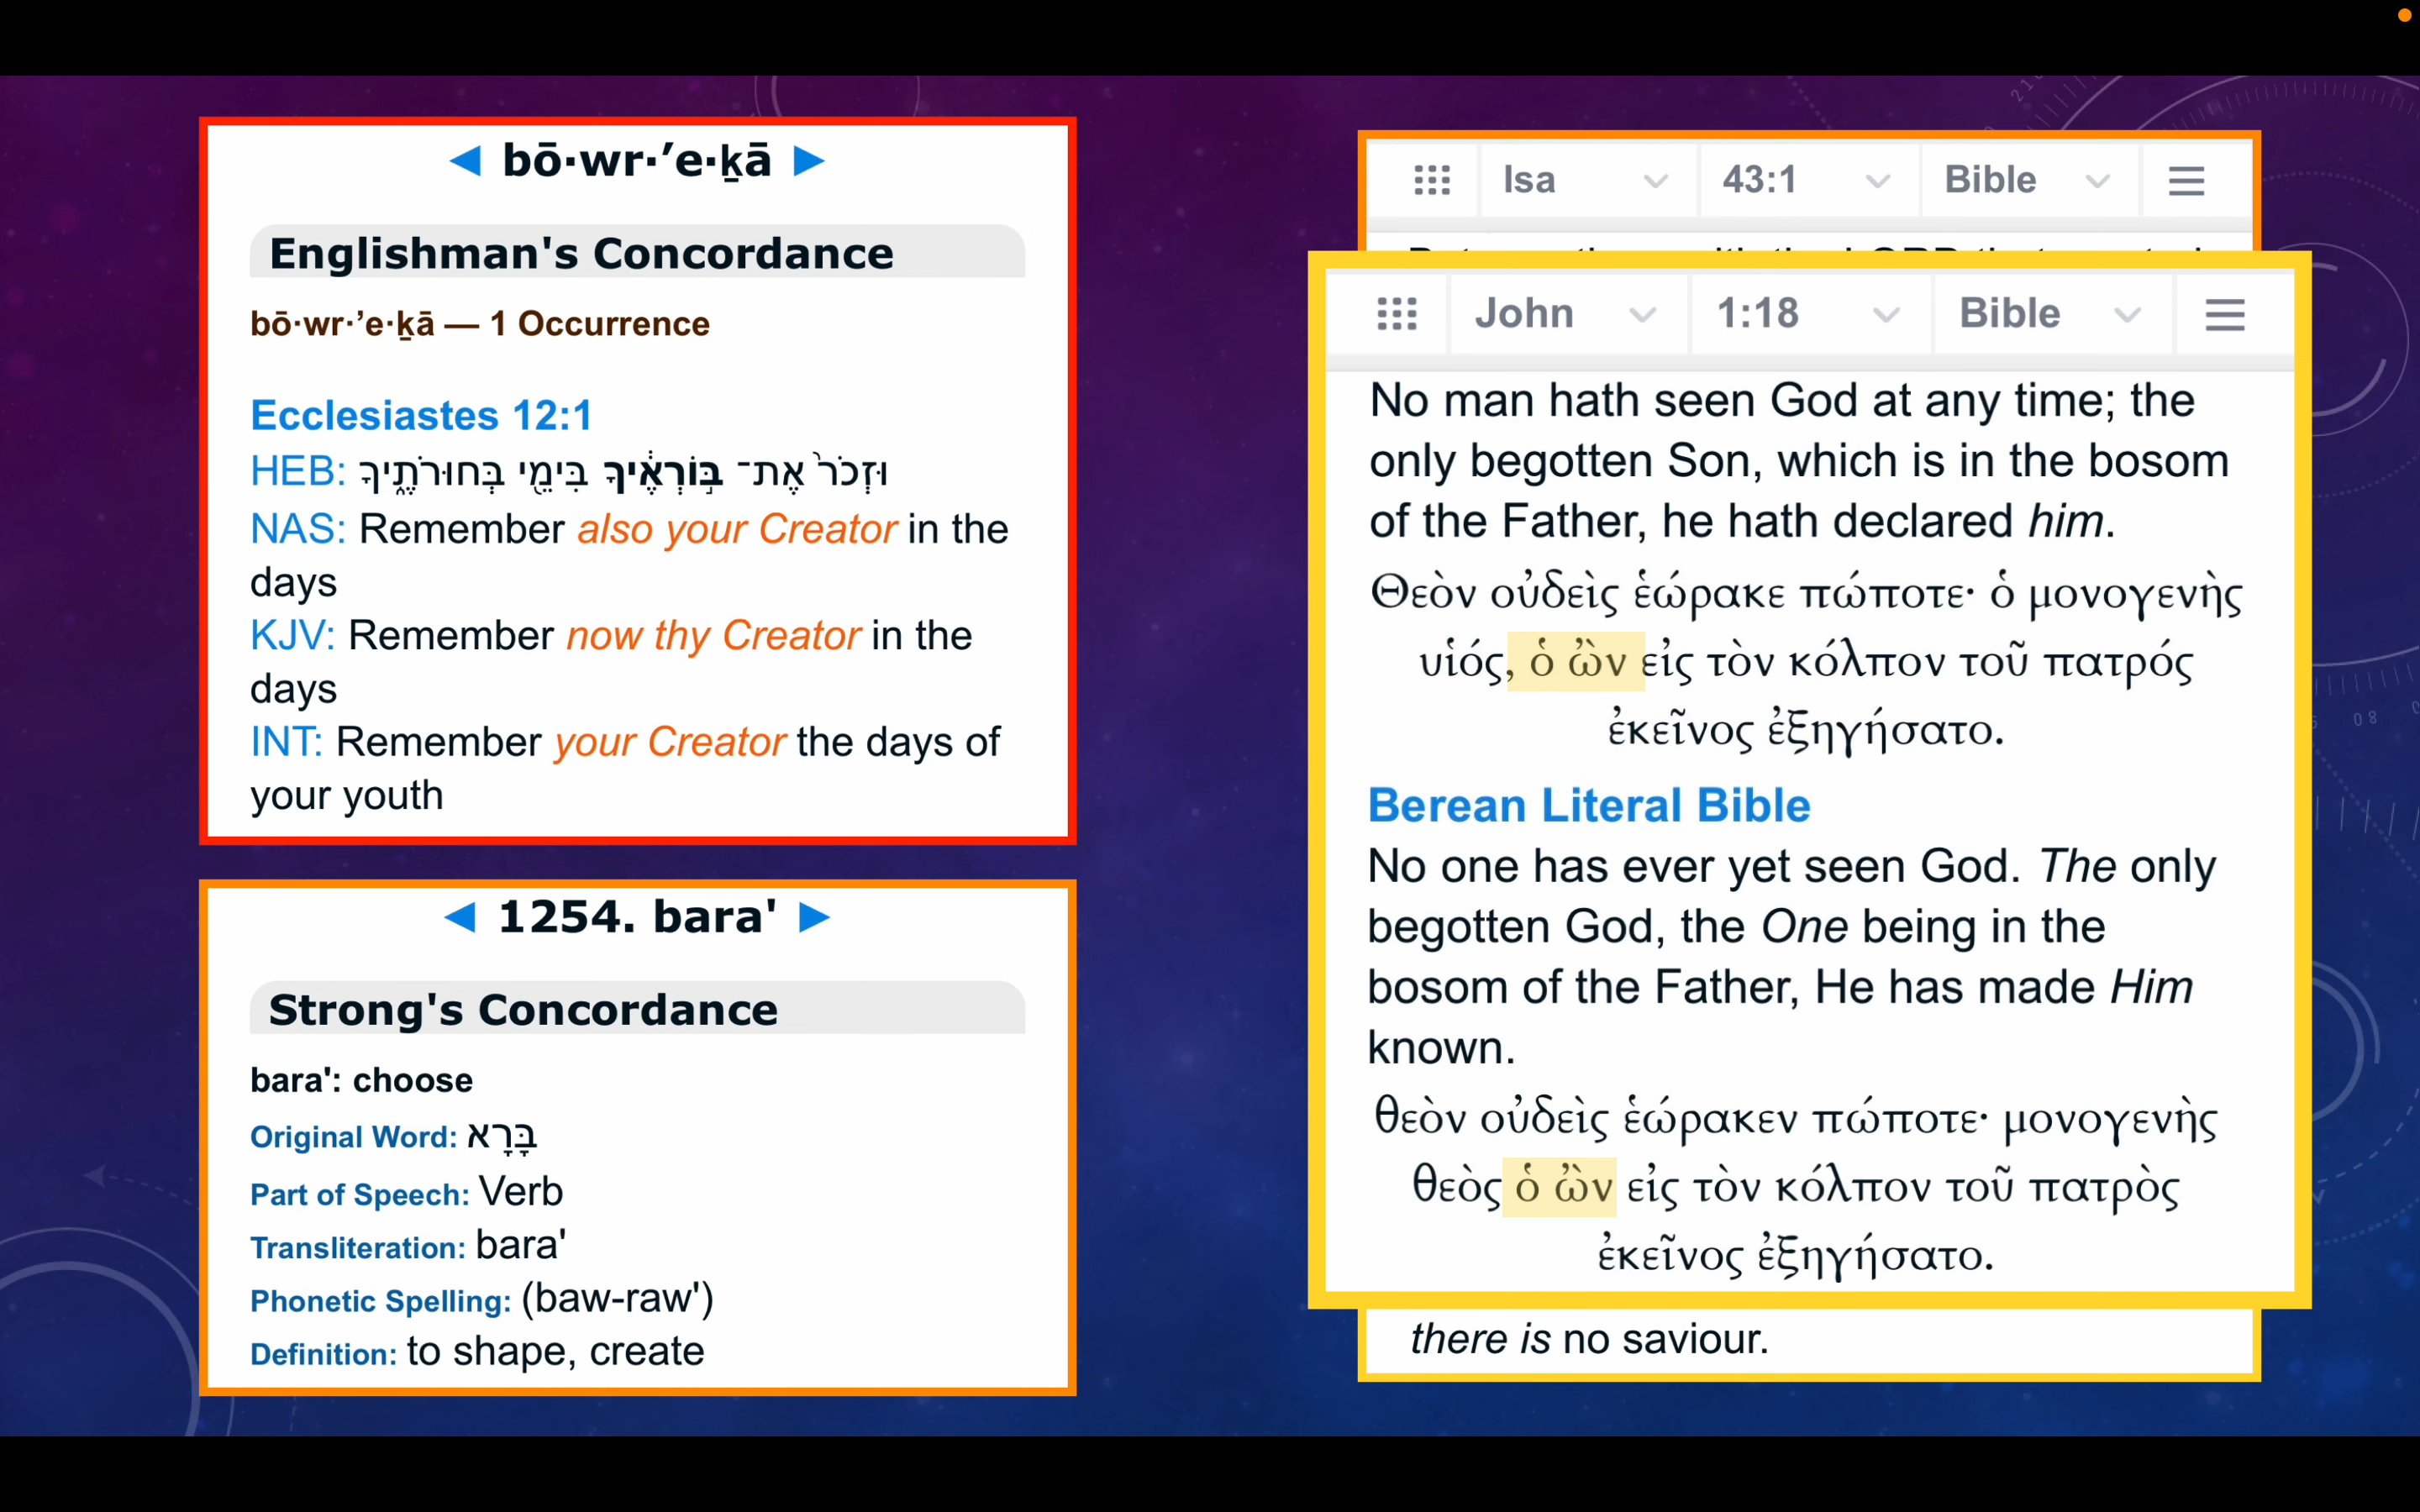 bō·wr·’e·ḵā
Englishman's Concordance
bō·wr·’e·ḵā — 1 Occurrence
Ecclesiastes 12:1
HEB: וּזְכֹר֙ אֶת־ בּ֣וֹרְאֶ֔יךָ בִּימֵ֖י בְּחוּרֹתֶ֑יךָ
NAS: Remember also your Creator in the
days
KJV: Remember now thy Creator in the
days
INT: Remember your Creator the days of
your youth
1254. bara'
Strong's Concordance
bara': choose
Original Word: בָּרָא
Part of Speech: Verb
Transliteration: bara'
Phonetic Spelling: (baw-raw')
Definition: to shape, create
Isa 43:1 Bible
John 1:18 Bible
No man hath seen God at any time; the
only begotten Son, which is in the bosom
of the Father, he hath declared him.
Θεὸν οὐδεὶς ἑώρακε πώποτε· ὁ μονογενὴς
υἱός, ὁ ὢν εἰς τὸν κόλπον τοῦ πατρός
ἐκεῖνος ἐξηγήσατο.
Berean Literal Bible
No one has ever yet seen God. The only
begotten God, the One being in the
bosom of the Father, He has made Him
known.
θεὸν οὐδεὶς ἑώρακεν πώποτε· μονογενὴς
θεὸς ὁ ὢν εἰς τὸν κόλπον τοῦ πατρὸς
ἐκεῖνος ἐξηγήσατο.
there is no saviour.